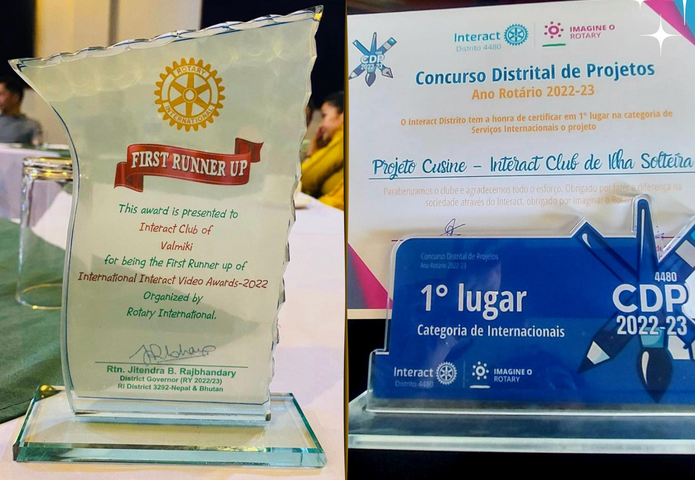 ROTARY
INTERNATIONAL
FIRST RUNNER UP
This award is presented to
Interact Club of
Valmiki
for being the First Runner up of
International Interact Video Awards-2022
Organized by
Rotary International.
Rtn. Jitendra B. Rajbhandary
District Governor (RY 2022/23)
RI District 3292-Nepal & Bhutan
CDP
2022-23
Interact
Distrito 4480
IMAGINE O
ROTARY
Concurso Distrital de Projetos
Ano Rotário 2022-23
O Interact Distrito tem a honra de certificar em 1º lugar na categoria de
Serviços Internacionais o projeto
Projeto Cusine – Interact Club de Ilha Solteira
Parabenizamos o clube e agradecemos todo o esforço. Obrigado por fazer a diferença na
sociedade através do Interact, obrigado por imaginar o
Concurso Distrital de Projetos
Ano Rotário 2022-23
1° lugar
Categoria de Internacionais
4480
CDP
2022-23
Interact
Distrito 4480
IMAGINE O
ROTARY